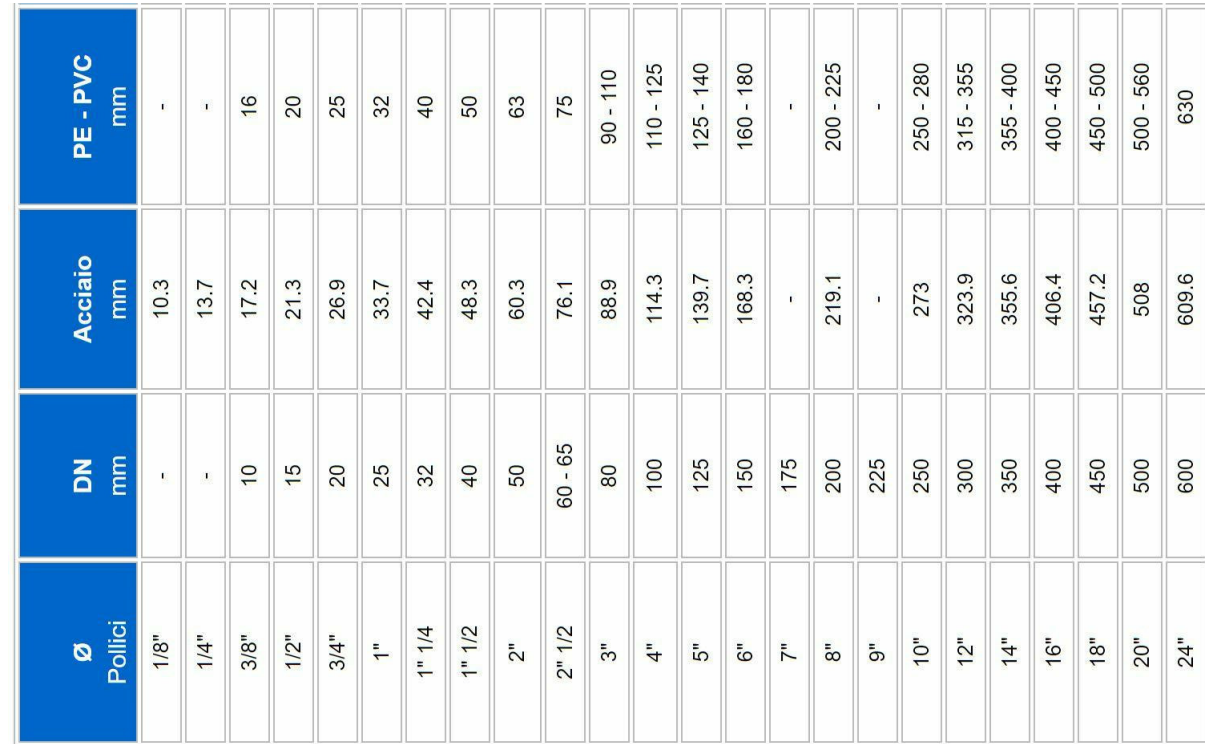 Ø Pollici DN mm Acciaio mm PE - PVC mm
1/8" - 10.3 -
1/4" - 13.7 -
3/8" 10 17.2 16
1/2" 15 21.3 20
3/4" 20 26.9 25
1" 25 33.7 32
1" 1/4 32 42.4 40
1" 1/2 40 48.3 50
2" 50 60.3 63
2" 1/2 60 - 65 76.1 75
3" 80 88.9 90 - 110
4" 100 114.3 110 - 125
5" 125 139.7 125 - 140
6" 150 168.3 160 - 180
7" 175 - -
8" 200 219.1 200 - 225
9" 225 - -
10" 250 273 250 - 280
12" 300 323.9 315 - 355
14" 350 355.6 355 - 400
16" 400 406.4 400 - 450
18" 450 457.2 450 - 500
20" 500 508 500 - 560
24" 600 609.6 630